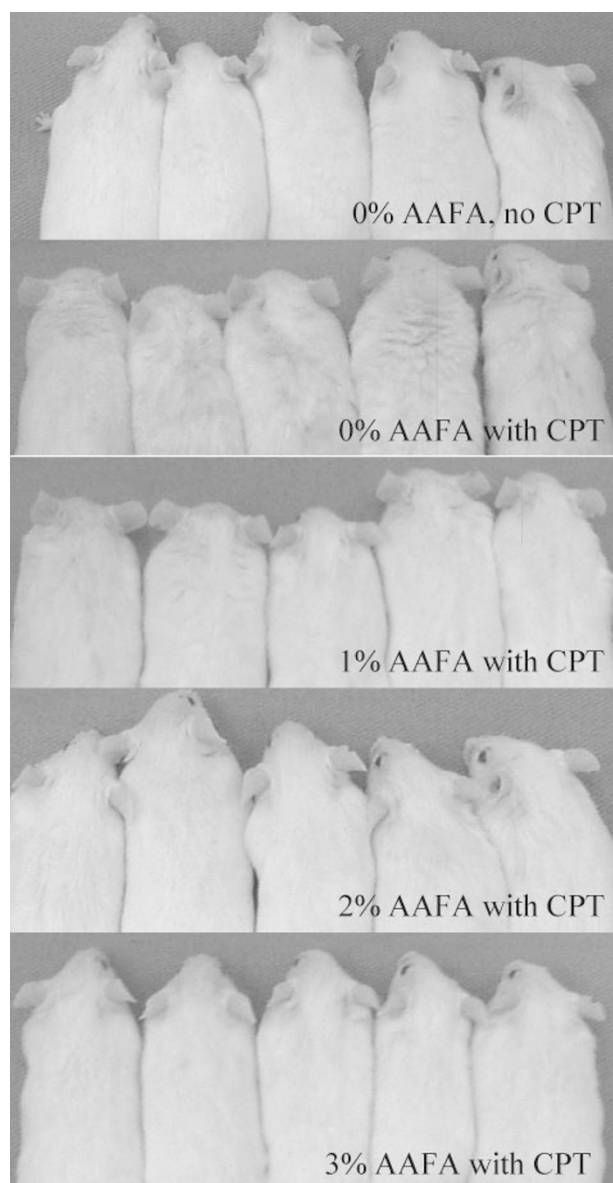 0% AAFA, no CPT
0% AAFA with CPT
1% AAFA with CPT
2% AAFA with CPT
3% AAFA with CPT